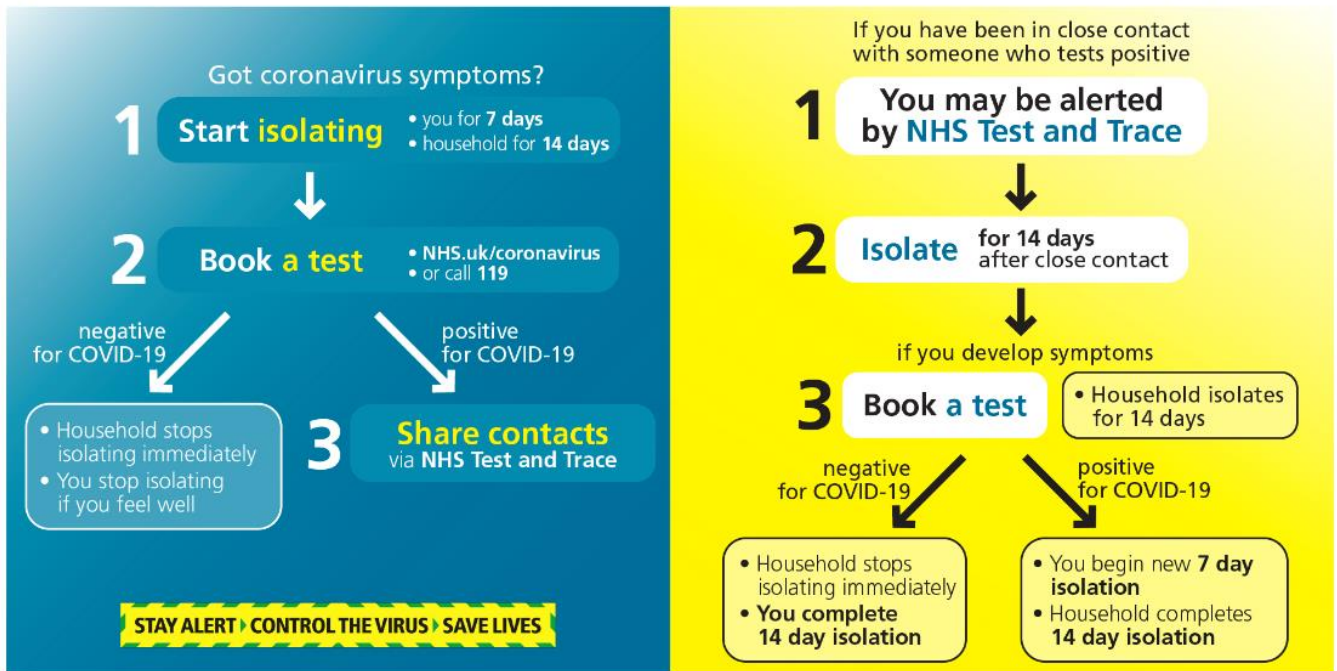 Got coronavirus symptoms?
1
Start isolating
• you for 7 days
• household for 14 days
2
Book a test
• NHS.uk/coronavirus
• or call 119
negative
for COVID-19
positive
for COVID-19
• Household stops
isolating immediately
• You stop isolating
if you feel well
3
Share contacts
via NHS Test and Trace
STAY ALERT CONTROL THE VIRUS SAVE LIVES
If you have been in close contact
with someone who tests positive
1
You may be alerted
by NHS Test and Trace
2
Isolate
for 14 days
after close contact
if you develop symptoms
3
Book a test
• Household isolates
for 14 days
negative
for COVID-19
positive
for COVID-19
• Household stops
isolating immediately
• You complete
14 day isolation
• You begin new 7 day
isolation
• Household completes
14 day isolation